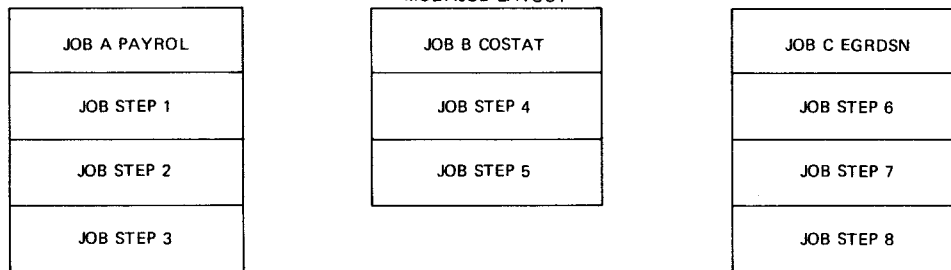 JOB A PAYROL
JOB STEP 1
JOB STEP 2
JOB STEP 3
JOB B COSTAT
JOB STEP 4
JOB STEP 5
JOB C EGRDSN
JOB STEP 6
JOB STEP 7
JOB STEP 8